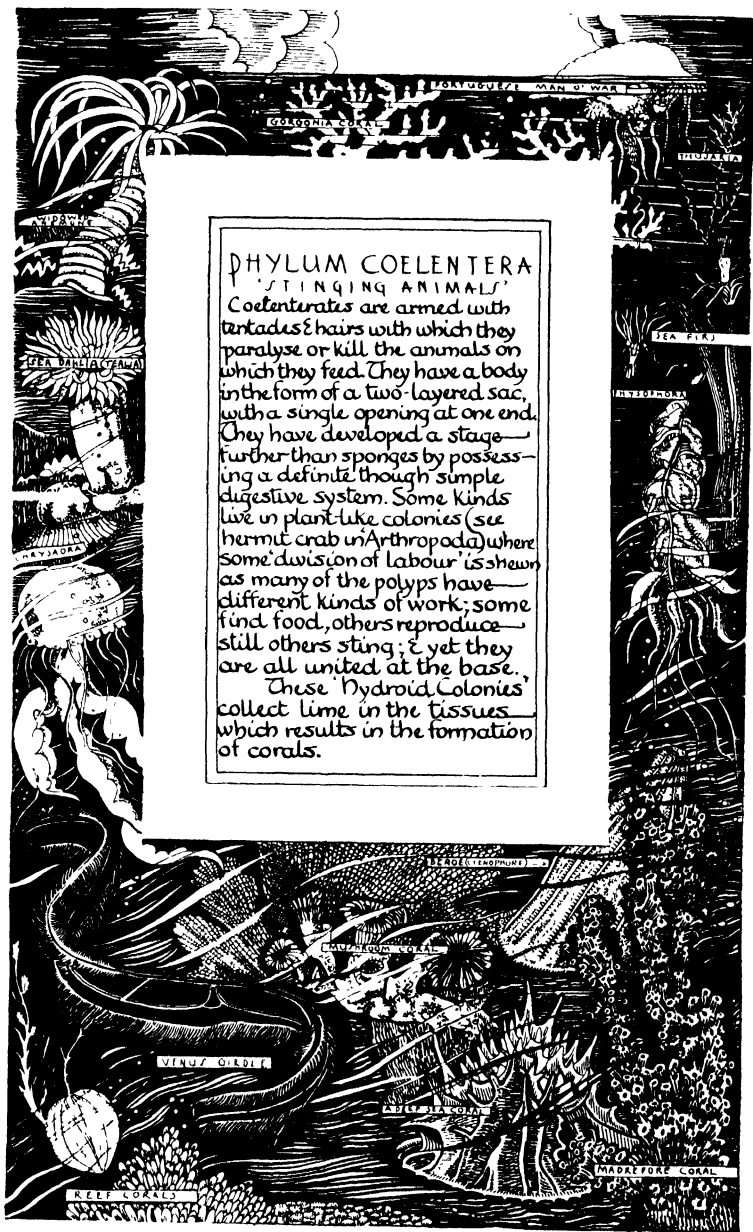 PORTUGUESE MAN O' WAR
GORGONIA CORAL
THUJARIA
A WIDOWED
ANEMONE
PHYLUM COELENTERA
'STINGING ANIMALS'
Coelenterates are armed with
tentacles & hairs with which they
paralyse or kill the animals on
which they feed. They have a body
in the form of a two-layered sac,
with a single opening at one end.
They have developed a stage
further than sponges by possess-
ing a definite though simple
digestive system. Some kinds
live in plant-like colonies (see
hermit crab in 'Arthropoda') where
some 'division of labour' is shewn
as many of the polyps have
different kinds of work; some
find food, others reproduce
still others sting; & yet they
are all united at the base.
These 'Hydroid Colonies'
collect lime in the tissues
which results in the formation
of corals.
SEA FIRS
SEA DAHLIA
PHYSOPHORA
CHRYSAORA
BEROE (CTENOPHORE)
MUSHROOM CORAL
VENUS GIRDLE
A DEEP SEA CORAL
MADREPORE CORAL
REEF CORALS